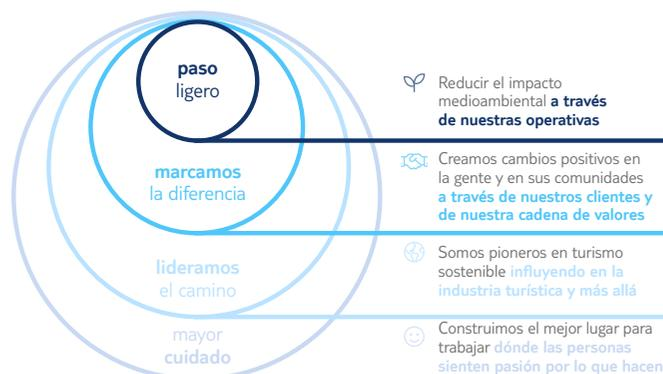 paso
ligero
Reducir el impacto
medioambiental a través
de nuestras operativas
marcamos
la diferencia
Creamos cambios positivos en
la gente y en sus comunidades
a través de nuestros clientes y
de nuestra cadena de valores
lideramos
el camino
Somos pioneros en turismo
sostenible influyendo en la
industria turística y más allá
mayor
cuidado
Construimos el mejor lugar para
trabajar dónde las personas
sienten pasión por lo que hacen